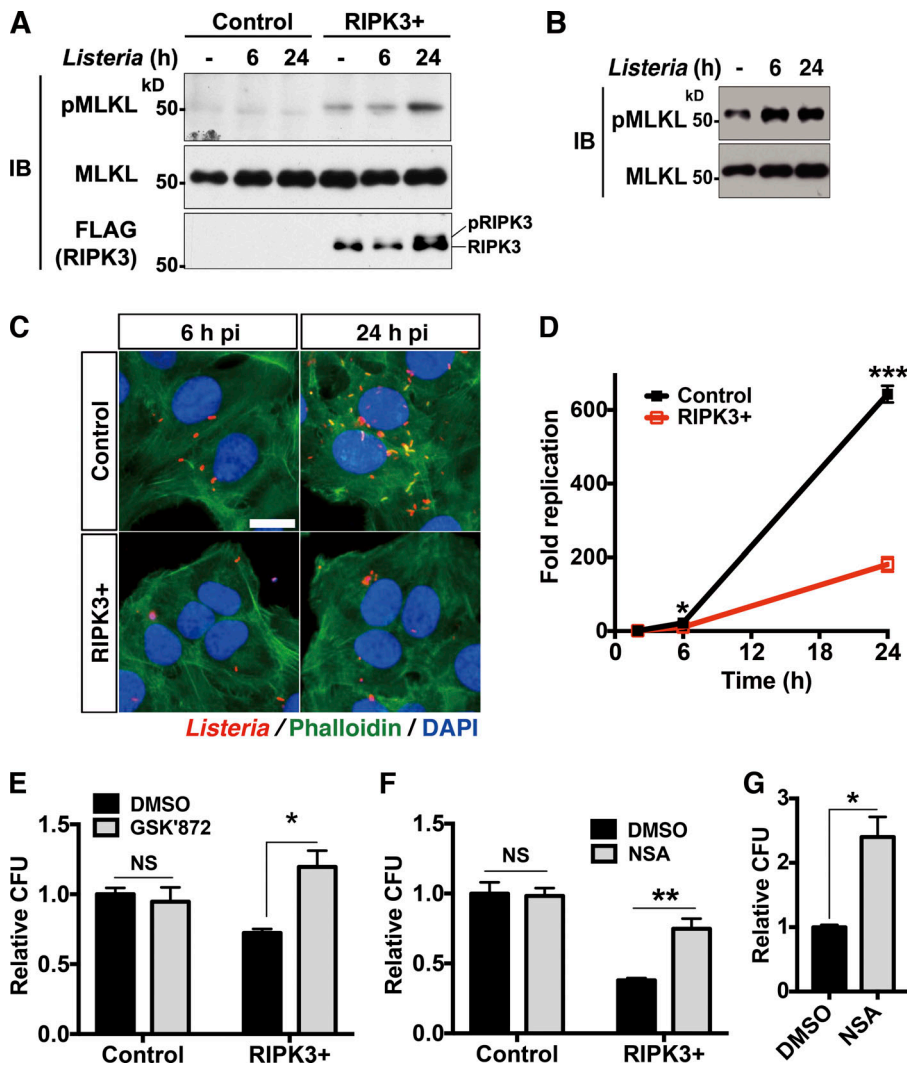 A
Control RIPK3+
Listeria (h) - 6 24 - 6 24
kD
pMLKL 50
IB
MLKL 50
FLAG
(RIPK3)
50
pRIPK3
RIPK3
B
Listeria (h) - 6 24
kD
pMLKL 50
IB
MLKL 50
C
6 h pi 24 h pi
Control
RIPK3+
Listeria / Phalloidin / DAPI
D
Fold replication
600
400
200
0
0 6 12 18 24
Time (h)
Control
RIPK3+
*
***
E
DMSO
GSK'872
Relative CFU
1.5
1.0
0.5
0.0
NS
*
Control RIPK3+
F
DMSO
NSA
Relative CFU
1.5
1.0
0.5
0.0
NS
**
Control RIPK3+
G
Relative CFU
3
2
1
0
*
DMSO NSA